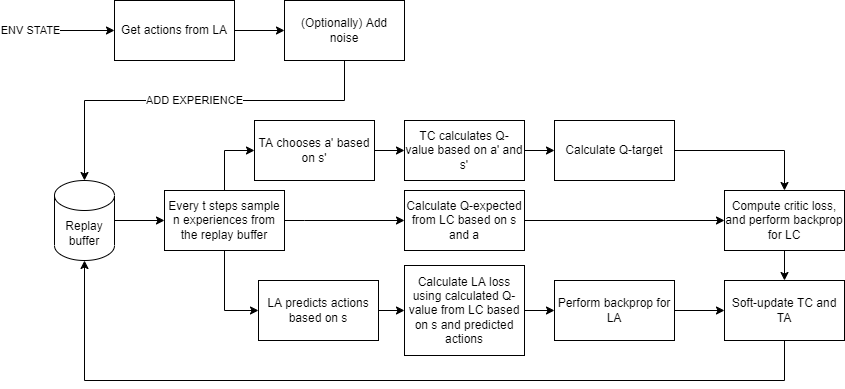 ENV STATE
Get actions from LA
(Optionally) Add
noise
ADD EXPERIENCE
TA chooses a' based
on s'
TC calculates Q-
value based on a' and
s'
Calculate Q-target
Replay
buffer
Every t steps sample
n experiences from
the replay buffer
Calculate Q-expected
from LC based on s
and a
Compute critic loss,
and perform backprop
for LC
LA predicts actions
based on s
Calculate LA loss
using calculated Q-
value from LC based
on s and predicted
actions
Perform backprop for
LA
Soft-update TC and
TA